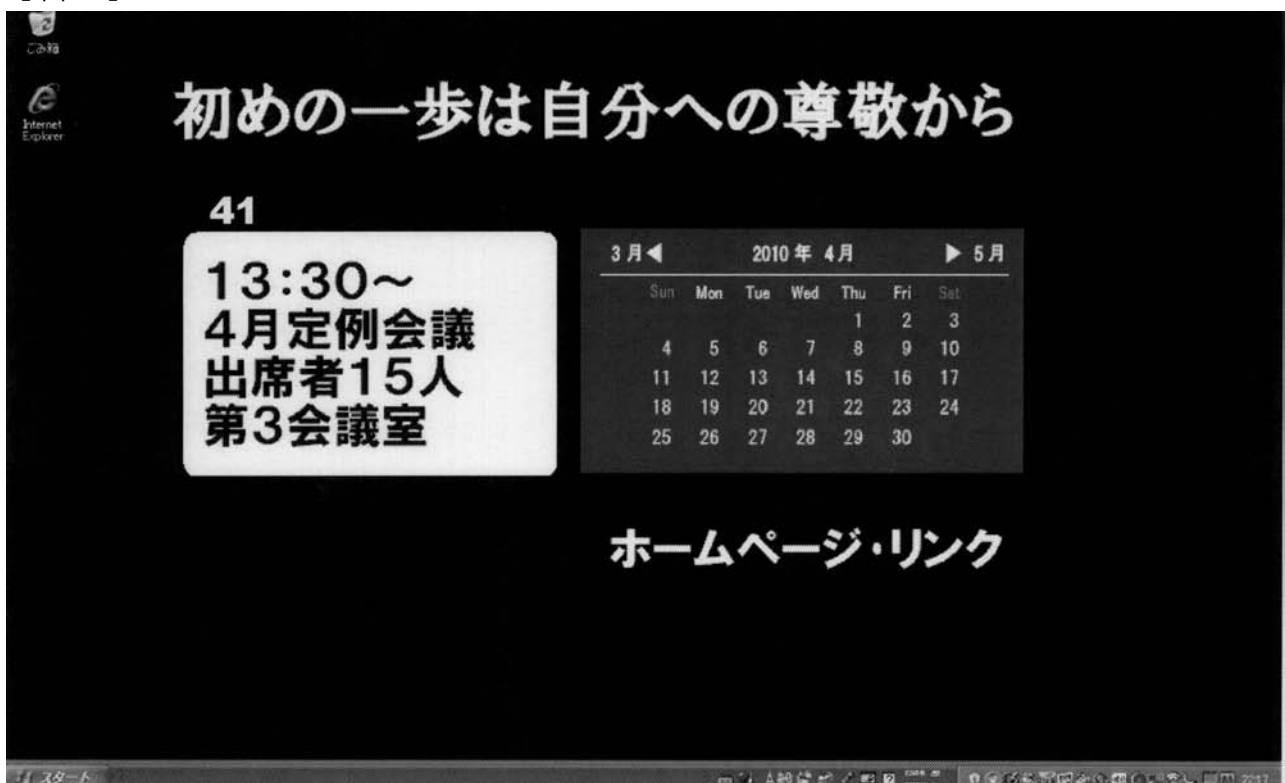 ごみ箱
Internet Explorer
初めの一歩は自分への尊敬から
41
13:30～
4月定例会議
出席者15人
第3会議室
3月◀ 2010年 4月 ▶ 5月
Sun Mon Tue Wed Thu Fri Sat
1 2 3
4 5 6 7 8 9 10
11 12 13 14 15 16 17
18 19 20 21 22 23 24
25 26 27 28 29 30
ホームページ・リンク
スタート